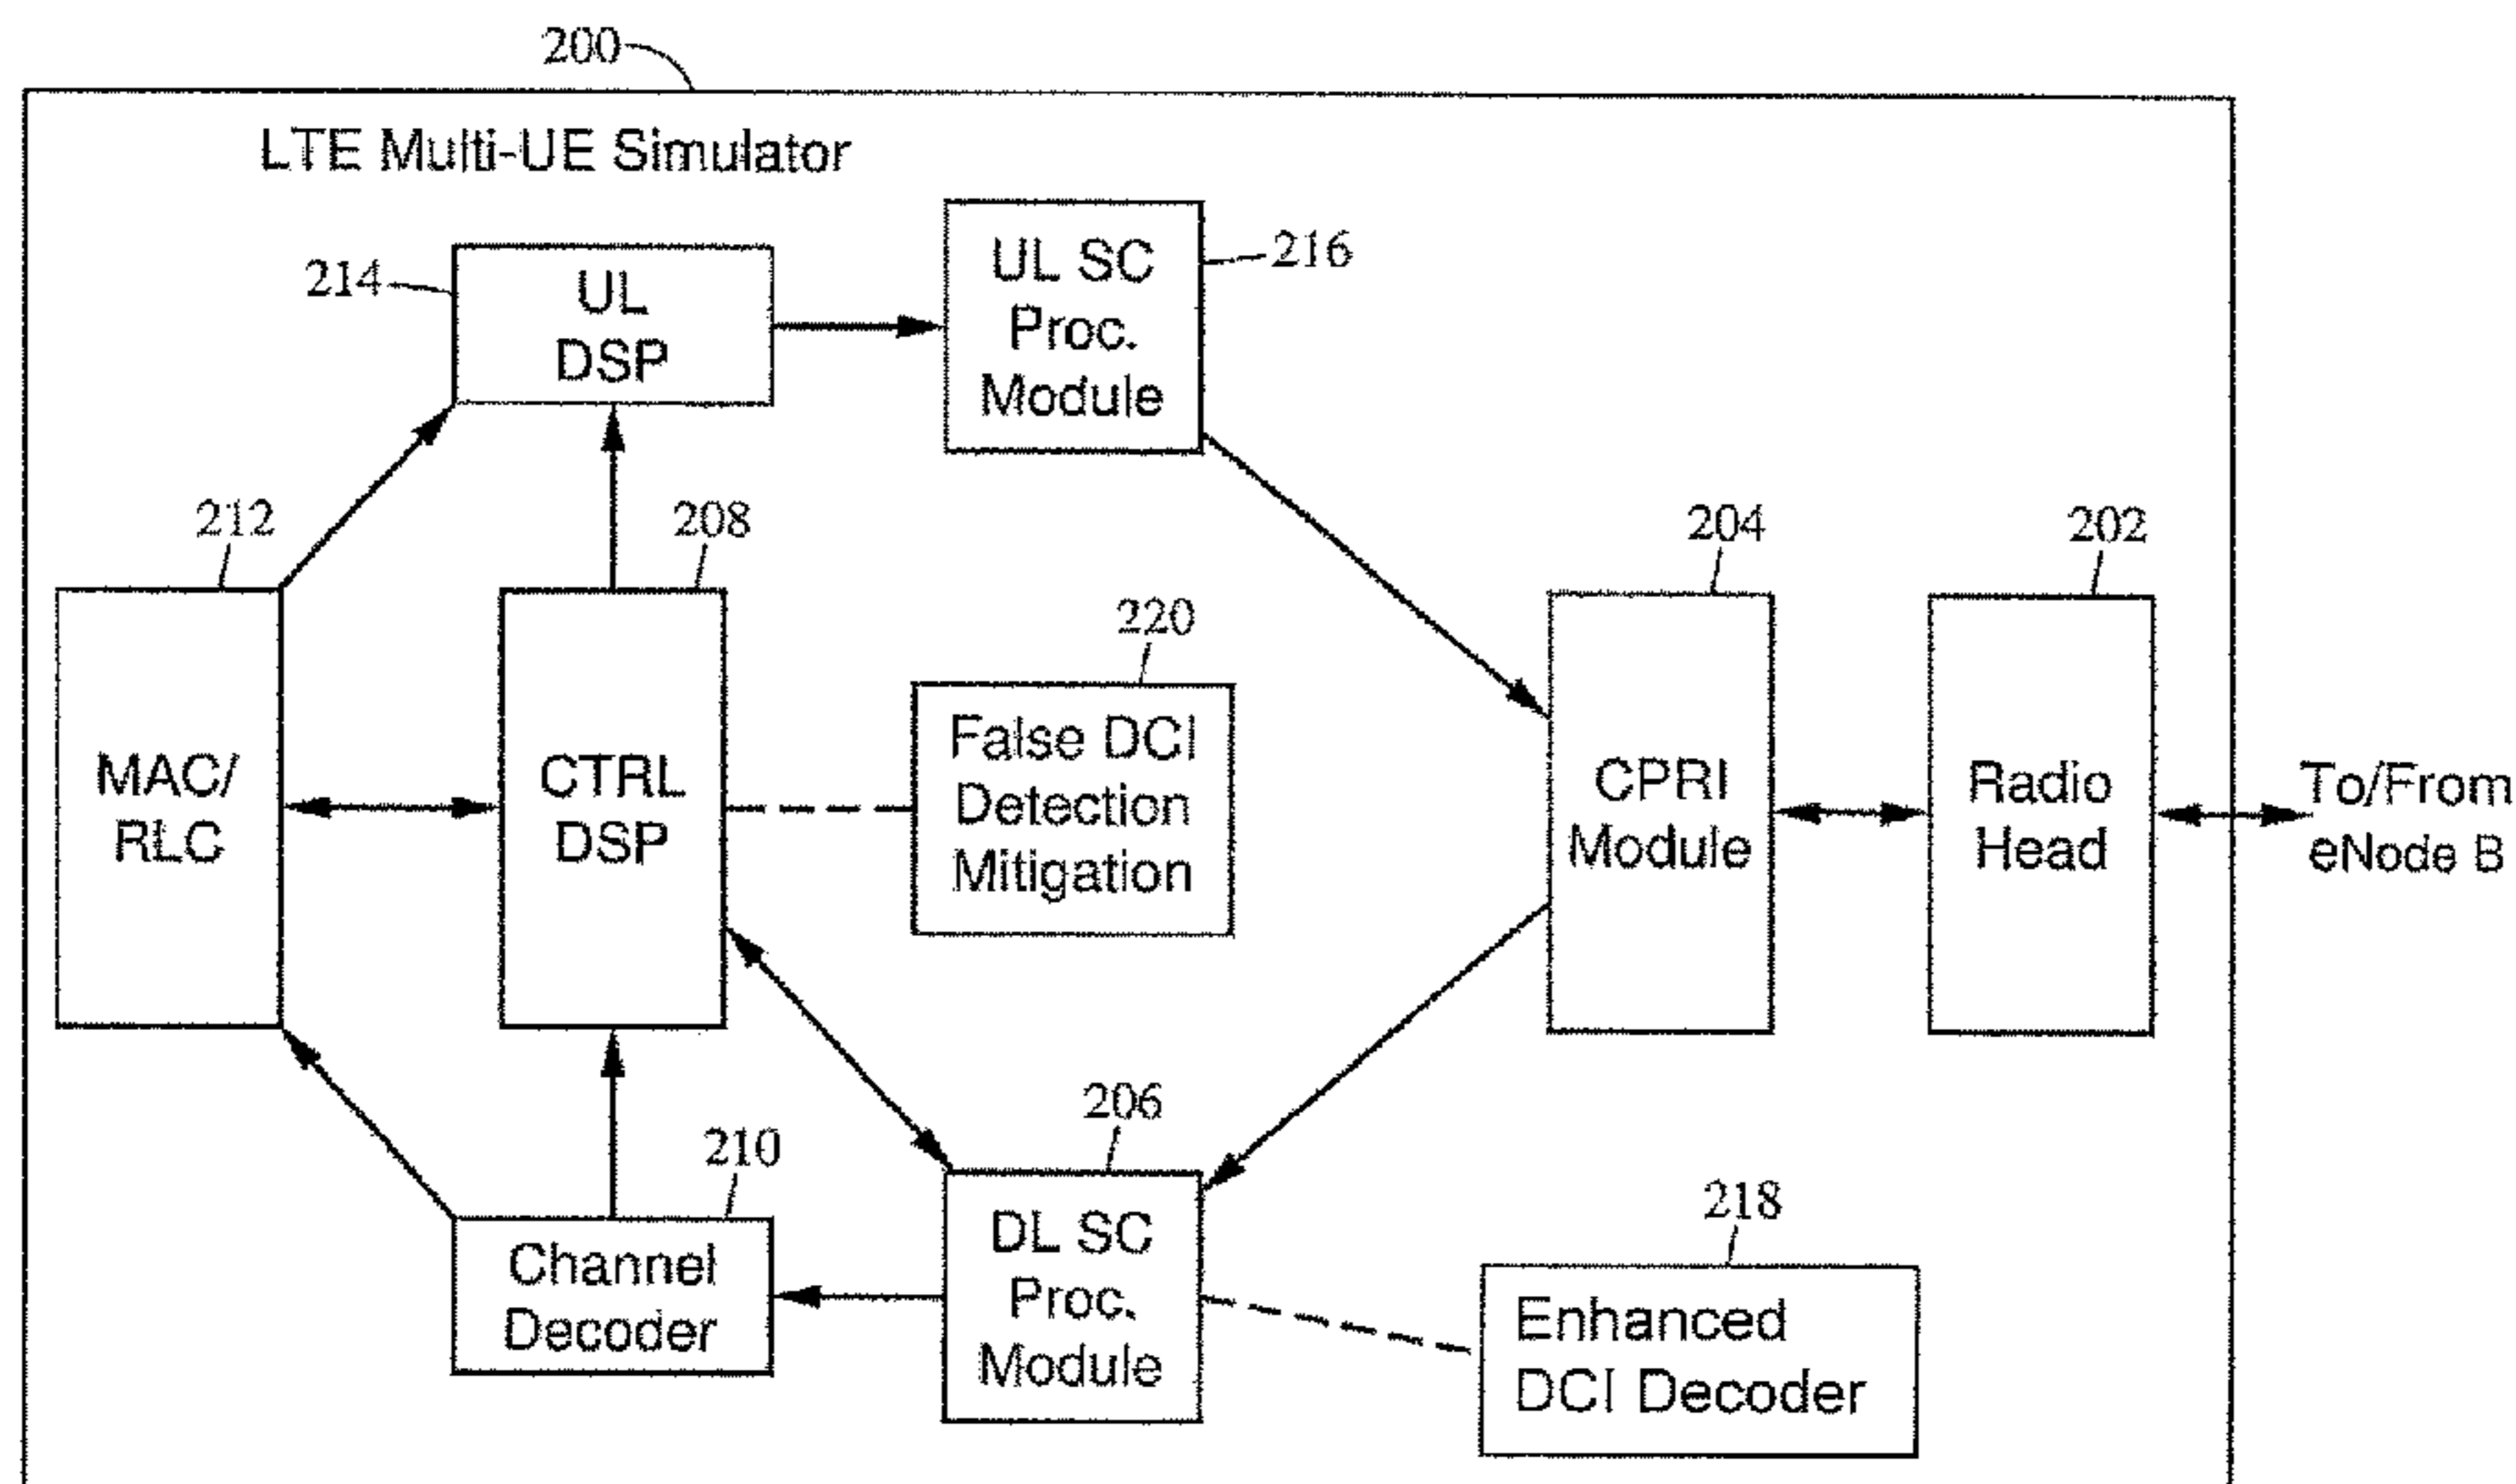 200
LTE Multi-UE Simulator
214
UL
DSP
UL SC
Proc.
Module
216
212
MAC/
RLC
208
CTRL
DSP
220
False DCI
Detection
Mitigation
204
CPRI
Module
202
Radio
Head
To/From
eNode B
210
Channel
Decoder
206
DL SC
Proc.
Module
218
Enhanced
DCI Decoder